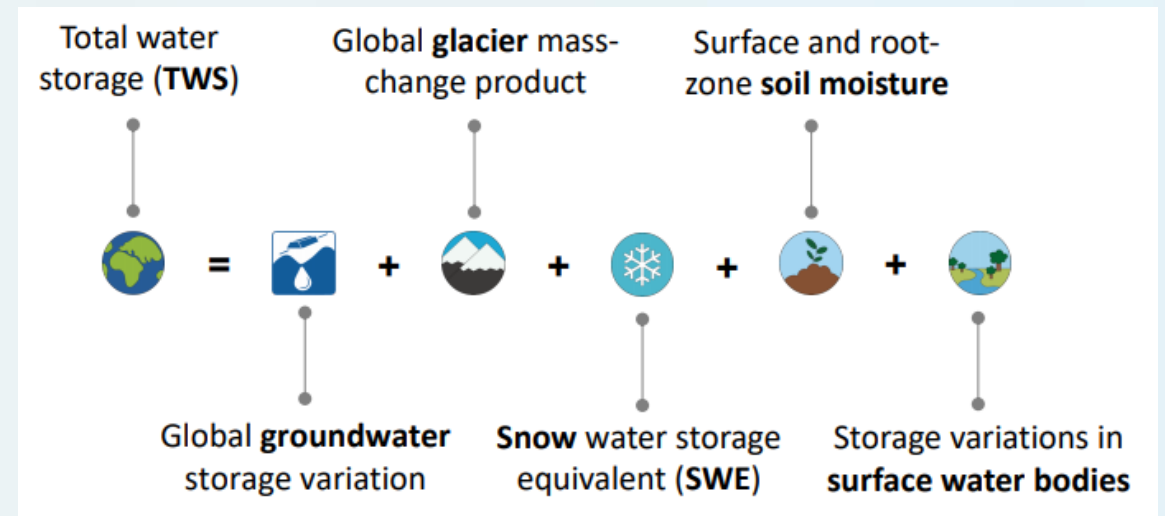 Total water
storage (TWS)
Global glacier mass-
change product
Surface and root-
zone soil moisture
= + + + +
Global groundwater
storage variation
Snow water storage
equivalent (SWE)
Storage variations in
surface water bodies